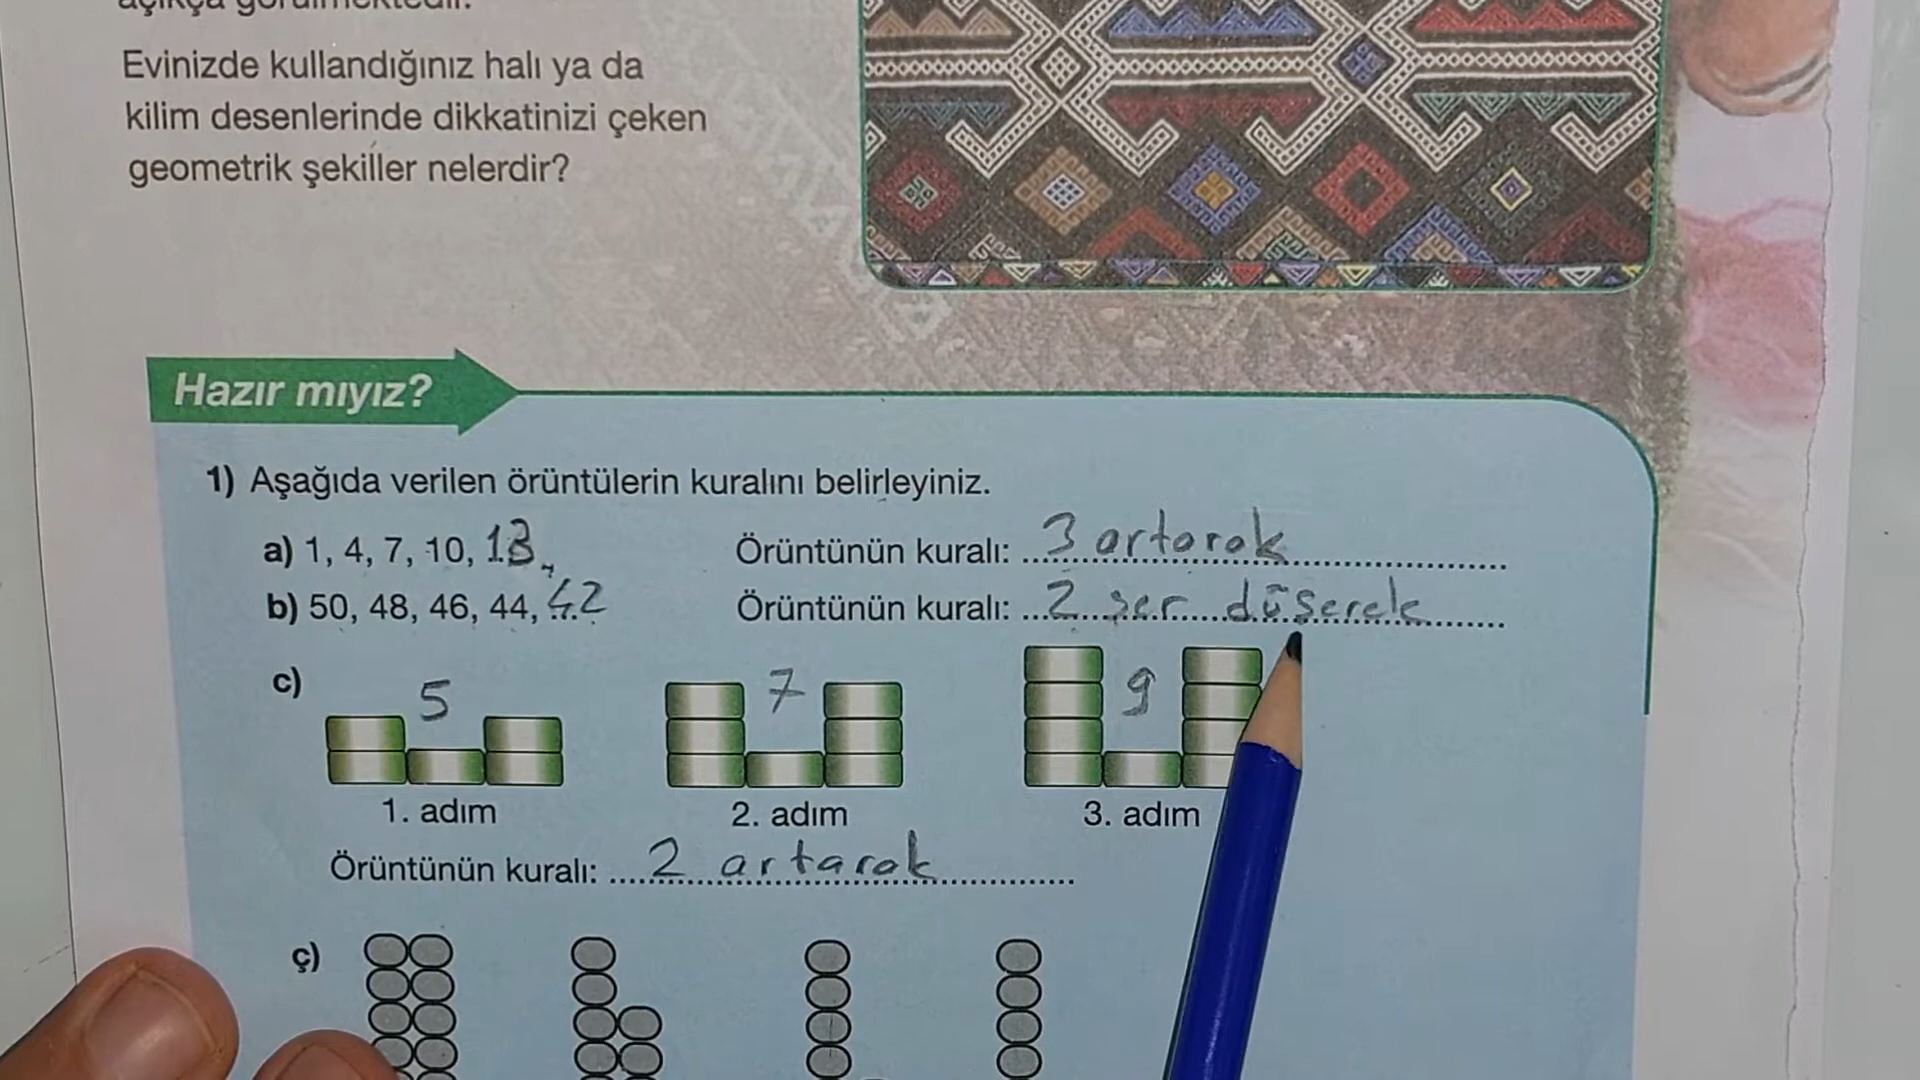 açıkça görülmektedir.
Evinizde kullandığınız halı ya da
kilim desenlerinde dikkatinizi çeken
geometrik şekiller nelerdir?
Hazır mıyız?
1) Aşağıda verilen örüntülerin kuralını belirleyiniz.
a) 1, 4, 7, 10, 13, Örüntünün kuralı: 3 artarak
b) 50, 48, 46, 44, ... 42 Örüntünün kuralı: 2 şer düşerek
c) 5 7 9
1. adım 2. adım 3. adım
Örüntünün kuralı: 2 artarak
ç)